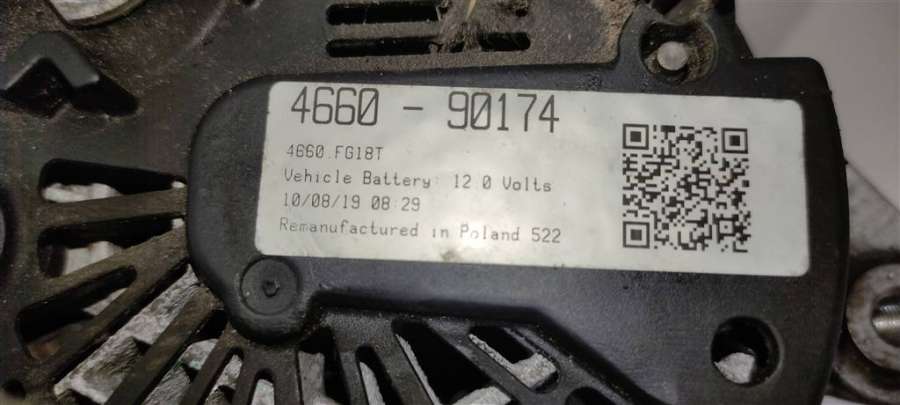 4660 - 90174
4660.FG18T
Vehicle Battery: 12.0 Volts
10/08/19 08:29
Remanufactured in Poland 522